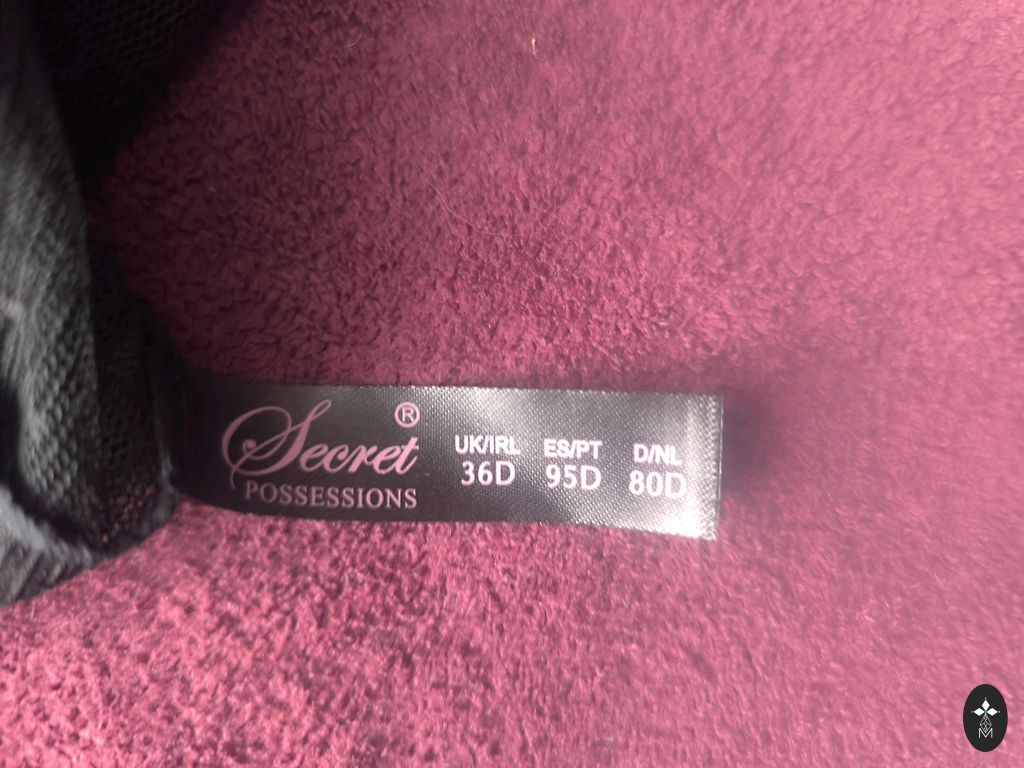 Secret ®
POSSESSIONS
UK/IRL ES/PT D/NL
36D 95D 80D
M